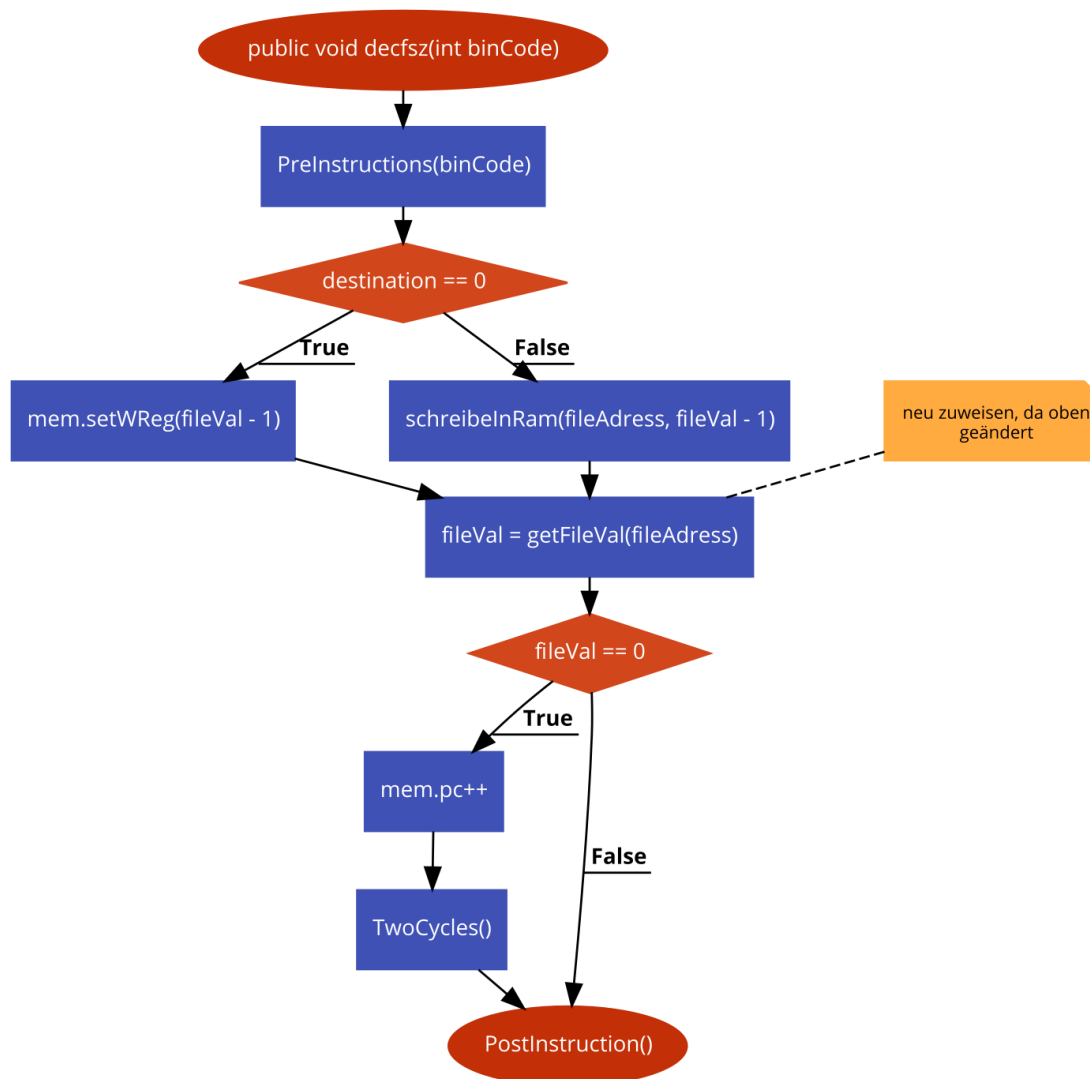 public void decfsz(int binCode)
PreInstructions(binCode)
destination == 0
True
False
mem.setWReg(fileVal - 1)
schreibeInRam(fileAdress, fileVal - 1)
neu zuweisen, da oben
geändert
fileVal = getFileVal(fileAdress)
fileVal == 0
True
mem.pc++
False
TwoCycles()
PostInstruction()